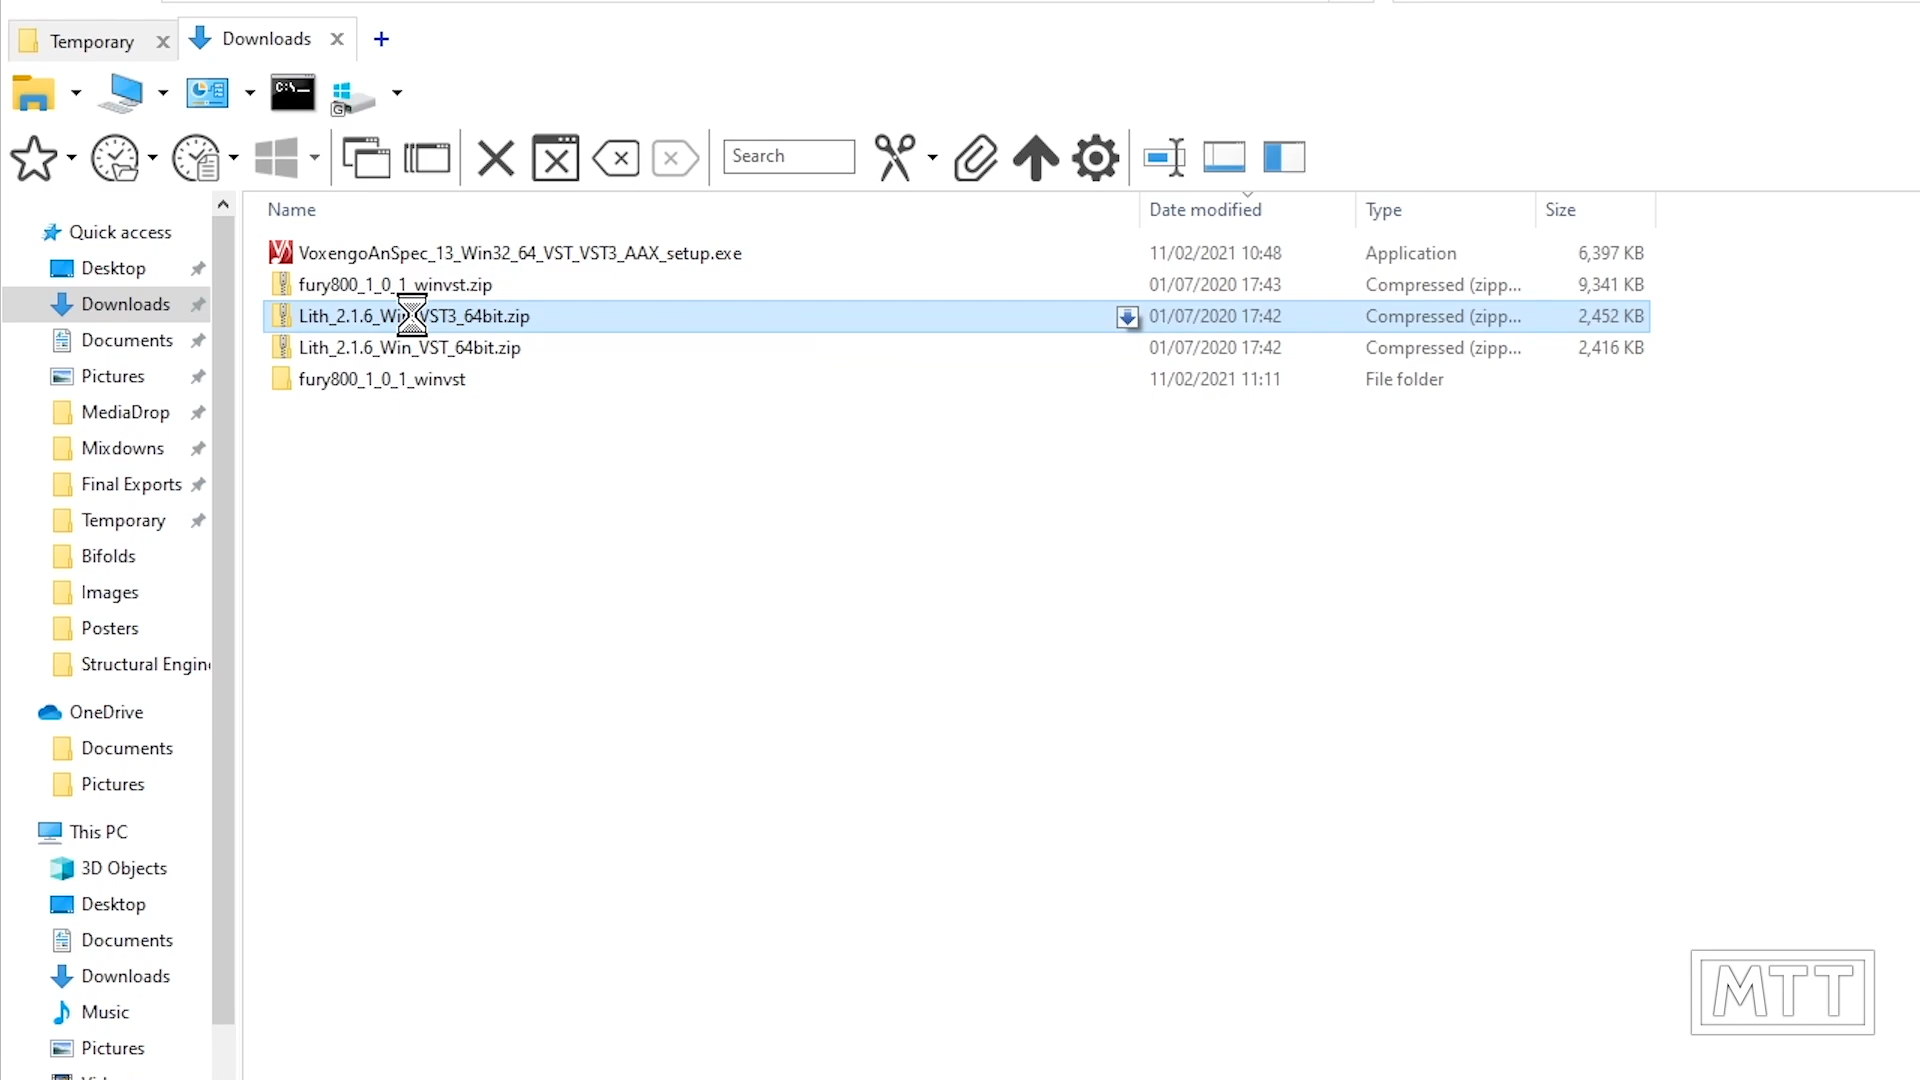 Temporary
Downloads
C:\
G
Search
Name
Date modified
Type
Size
VoxengoAnSpec_13_Win32_64_VST_VST3_AAX_setup.exe 11/02/2021 10:48 Application 6,397 KB
fury800_1_0_1_winvst.zip 01/07/2020 17:43 Compressed (zipp... 9,341 KB
Lith_2.1.6_Win_VST3_64bit.zip 01/07/2020 17:42 Compressed (zipp... 2,452 KB
Lith_2.1.6_Win_VST_64bit.zip 01/07/2020 17:42 Compressed (zipp... 2,416 KB
fury800_1_0_1_winvst 11/02/2021 11:11 File folder
Quick access
Desktop
Downloads
Documents
Pictures
MediaDrop
Mixdowns
Final Exports
Temporary
Bifolds
Images
Posters
Structural Engin
OneDrive
Documents
Pictures
This PC
3D Objects
Desktop
Documents
Downloads
Music
Pictures
MTT